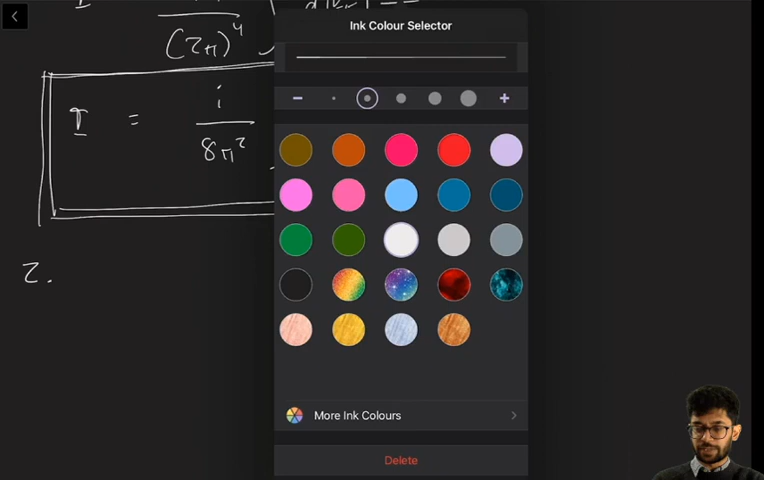 Ink Colour Selector
(2π)^4
I = i
8π²
2.
More Ink Colours
Delete